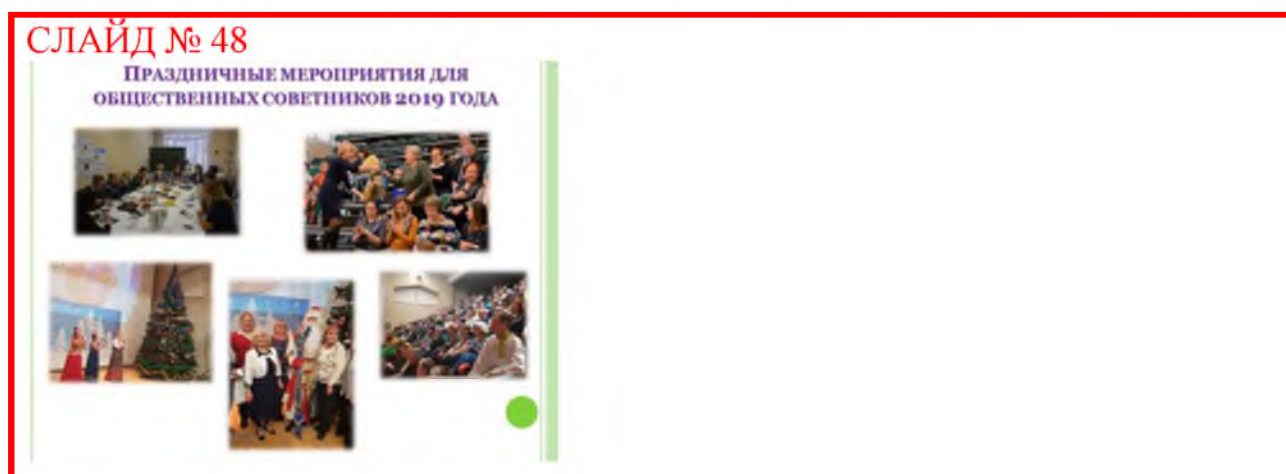 СЛАЙД № 48
ПРАЗДНИЧНЫЕ МЕРОПРИЯТИЯ ДЛЯ
ОБЩЕСТВЕННЫХ СОВЕТНИКОВ 2019 ГОДА